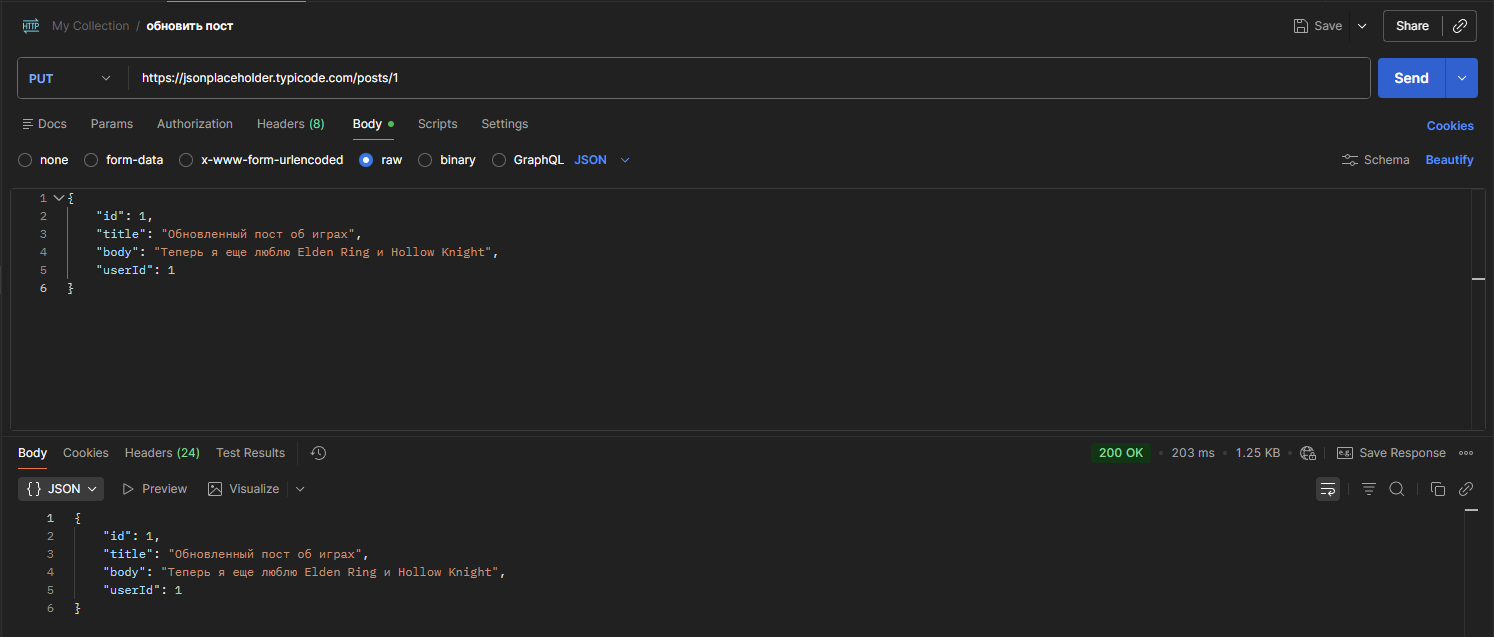 HTTP My Collection / обновить пост Save Share
PUT https://jsonplaceholder.typicode.com/posts/1 Send
Docs Params Authorization Headers (8) Body Scripts Settings Cookies
none form-data x-www-form-urlencoded raw binary GraphQL JSON Schema Beautify
1 {
2 "id": 1,
3 "title": "Обновленный пост об играх",
4 "body": "Теперь я еще люблю Elden Ring и Hollow Knight",
5 "userId": 1
6 }
Body Cookies Headers (24) Test Results 200 OK • 203 ms • 1.25 KB • e.g. Save Response
{} JSON Preview Visualize
1 {
2 "id": 1,
3 "title": "Обновленный пост об играх",
4 "body": "Теперь я еще люблю Elden Ring и Hollow Knight",
5 "userId": 1
6 }